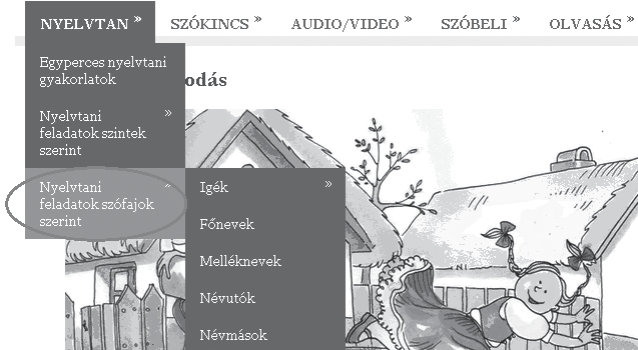 NYELVTAN »
SZÓKINCS »
AUDIO/VIDEO »
SZÓBELI »
OLVASÁS »
odás
Egyperces nyelvtani
gyakorlatok
Nyelvtani »
feladatok szintek
szerint
Nyelvtani
feladatok szófajok
szerint
Igék »
Főnevek
Melléknevek
Névutók
Névmások